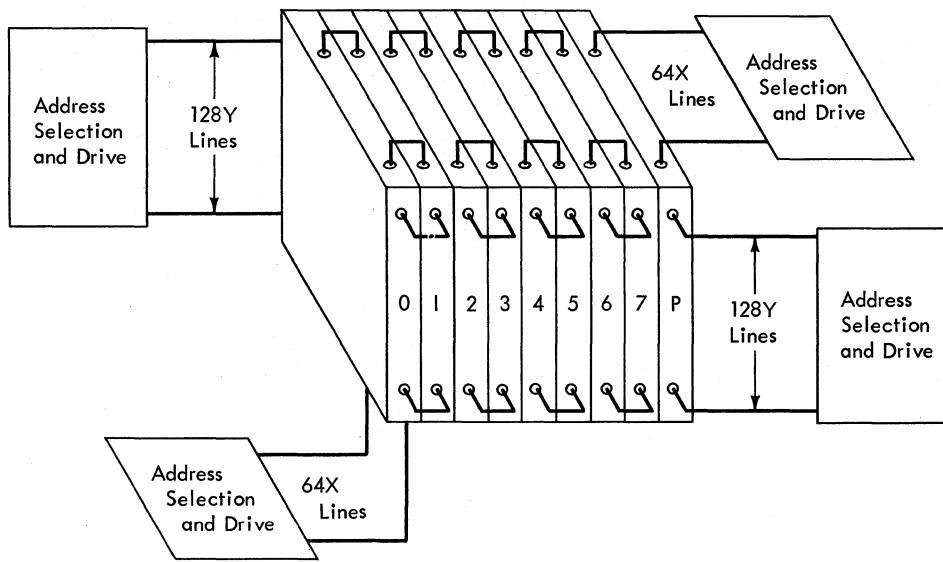 Address
Selection
and Drive
128Y
Lines
64X
Lines
Address
Selection
and Drive
0 1 2 3 4 5 6 7 P
128Y
Lines
Address
Selection
and Drive
Address
Selection
and Drive
64X
Lines